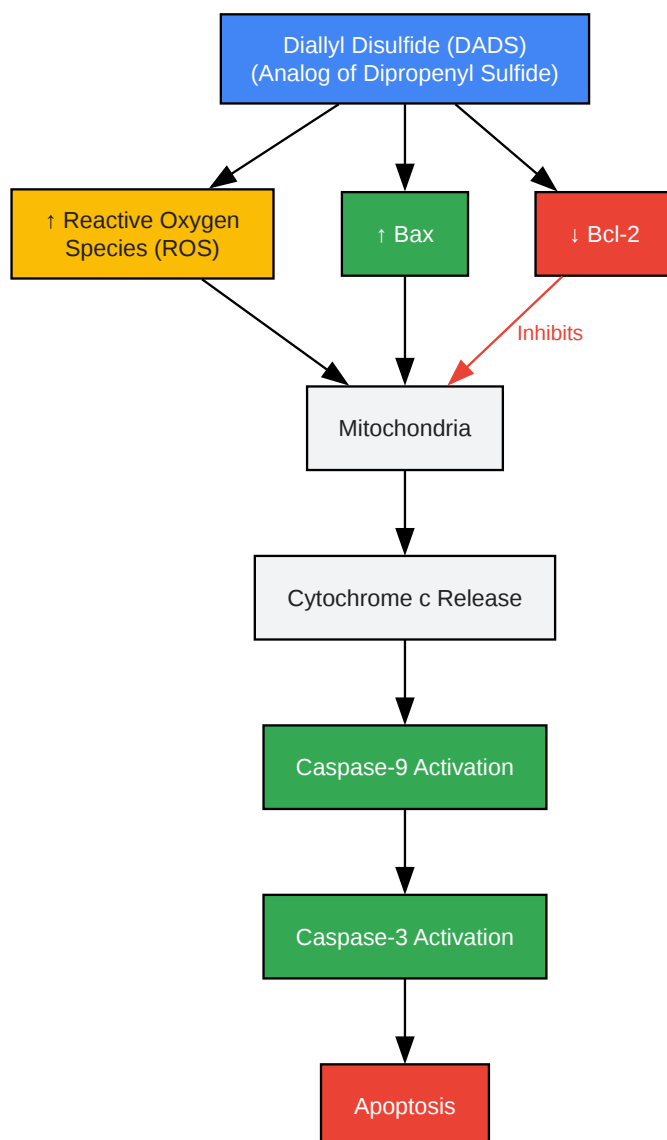 Diallyl Disulfide (DADS)
(Analog of Dipropenyl Sulfide)
↑ Reactive Oxygen
Species (ROS)
↑ Bax
↓ Bcl-2
Inhibits
Mitochondria
Cytochrome c Release
Caspase-9 Activation
Caspase-3 Activation
Apoptosis